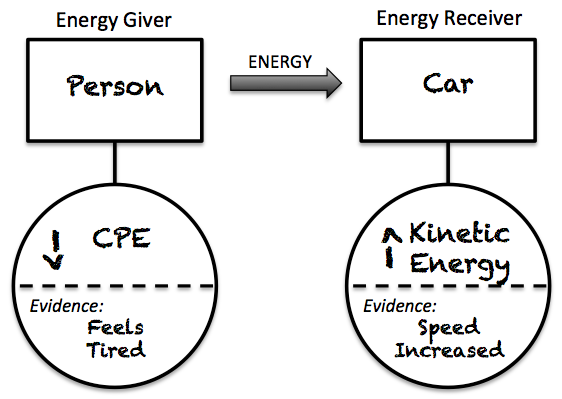 Energy Giver
Energy Receiver
Person
ENERGY
Car
CPE
Kinetic
Energy
Evidence:
Feels
Tired
Evidence:
Speed
Increased